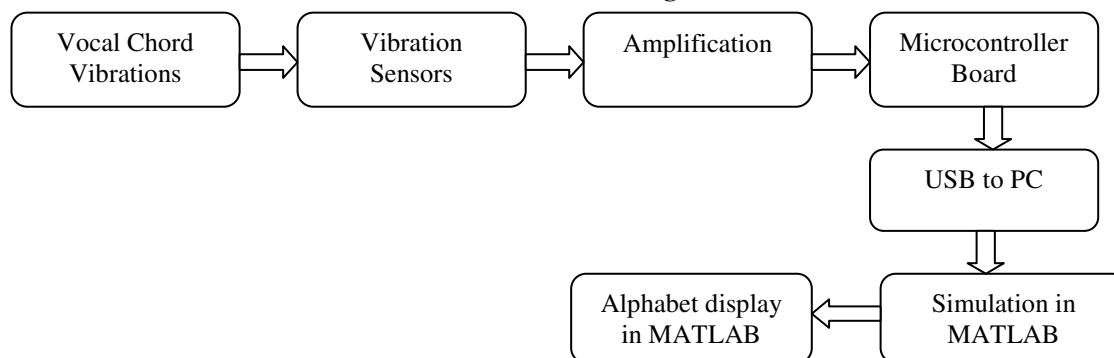 Vocal Chord
Vibrations
Vibration
Sensors
Amplification
Microcontroller
Board
USB to PC
Simulation in
MATLAB
Alphabet display
in MATLAB